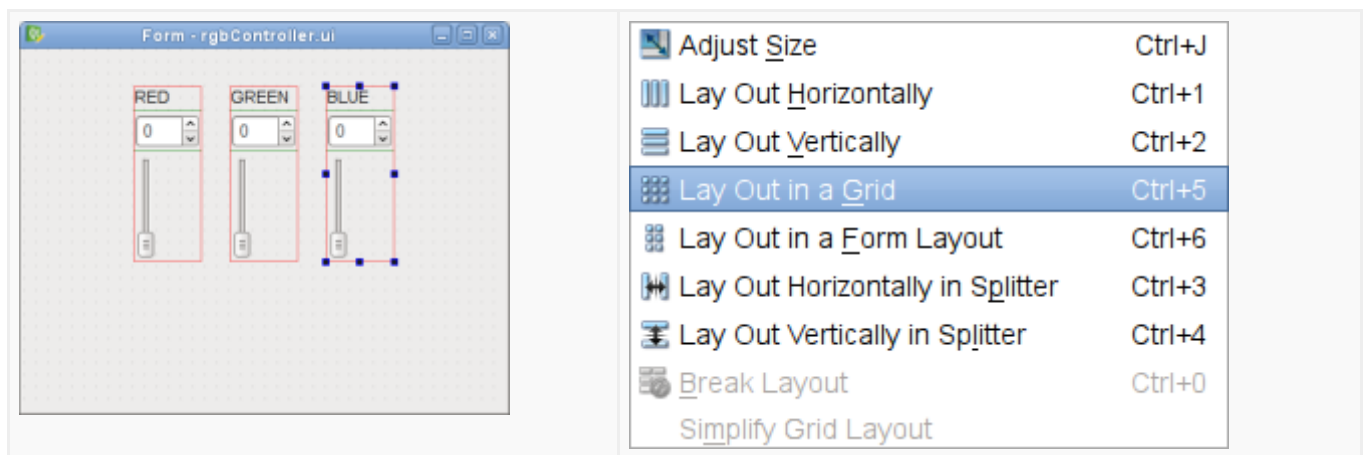 Form - rgbController.ui
RED GREEN BLUE
0 0 0
Adjust Size Ctrl+J
Lay Out Horizontally Ctrl+1
Lay Out Vertically Ctrl+2
Lay Out in a Grid Ctrl+5
Lay Out in a Form Layout Ctrl+6
Lay Out Horizontally in Splitter Ctrl+3
Lay Out Vertically in Splitter Ctrl+4
Break Layout Ctrl+0
Simplify Grid Layout